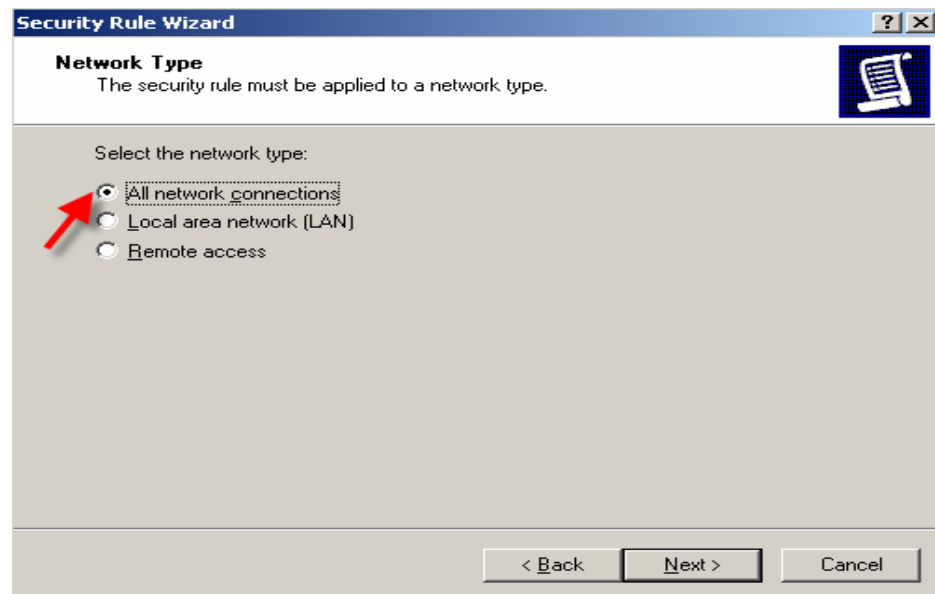 Security Rule Wizard
Network Type
The security rule must be applied to a network type.
Select the network type:
All network connections
Local area network (LAN)
Remote access
< Back Next > Cancel